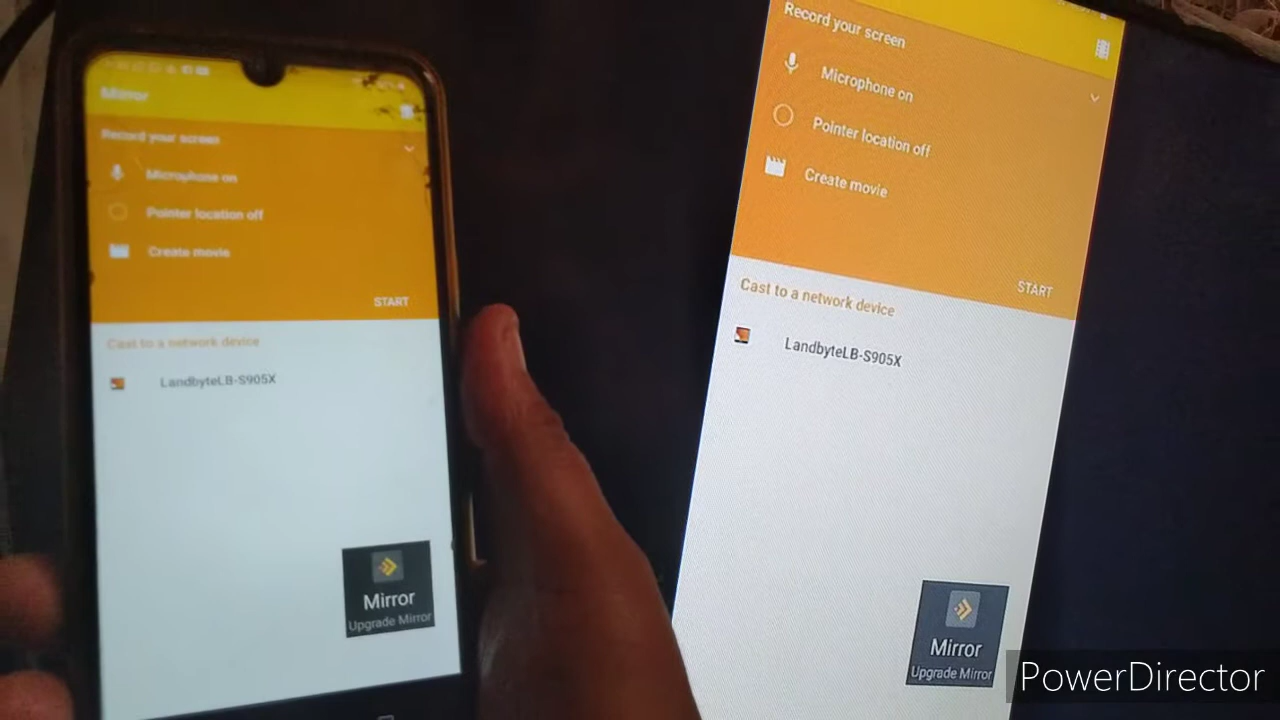 Mirror
Record your screen
Microphone on
Pointer location off
Create movie
START
Cast to a network device
LandbyteLB-S905X
Mirror
Upgrade Mirror
Record your screen
Microphone on
Pointer location off
Create movie
START
Cast to a network device
LandbyteLB-S905X
Mirror
Upgrade Mirror
PowerDirector